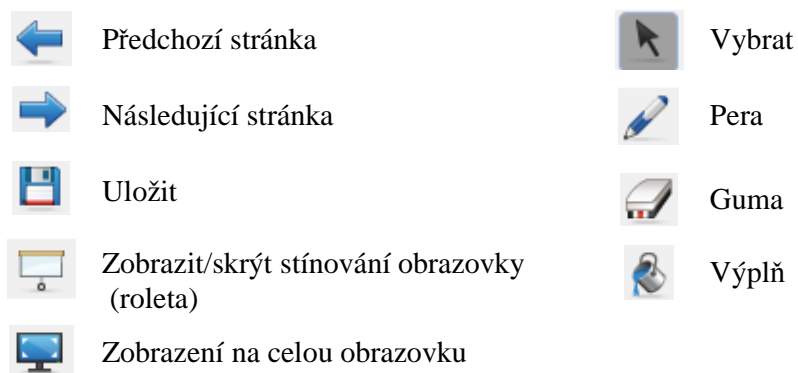 Předchozí stránka
Následující stránka
Uložit
Zobrazit/skrýt stínování obrazovky
(roleta)
Zobrazení na celou obrazovku
Vybrat
Pera
Guma
Výplň